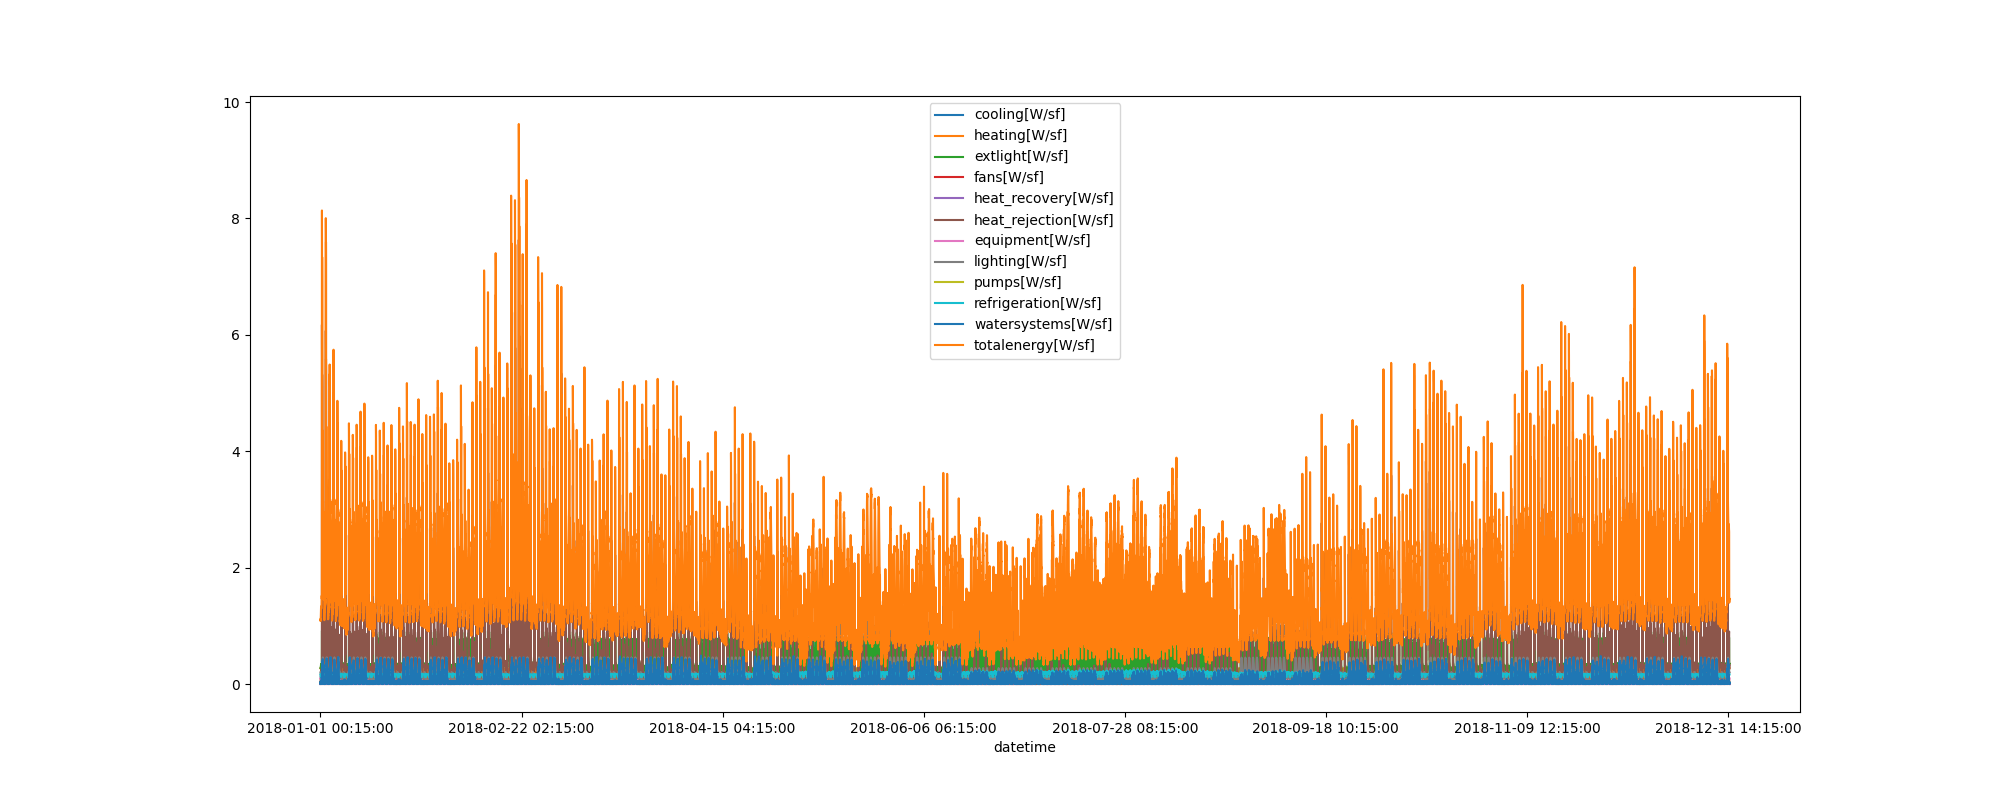 10
8
6
4
2
0
cooling[W/sf]
heating[W/sf]
extlight[W/sf]
fans[W/sf]
heat_recovery[W/sf]
heat_rejection[W/sf]
equipment[W/sf]
lighting[W/sf]
pumps[W/sf]
refrigeration[W/sf]
watersystems[W/sf]
totalenergy[W/sf]
2018-01-01 00:15:00 2018-02-22 02:15:00 2018-04-15 04:15:00 2018-06-06 06:15:00 2018-07-28 08:15:00 2018-09-18 10:15:00 2018-11-09 12:15:00 2018-12-31 14:15:00
datetime